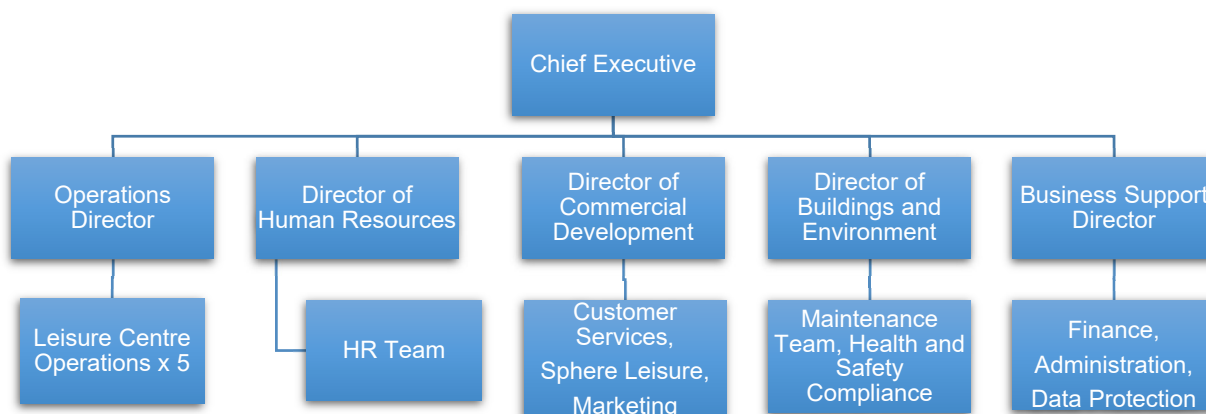 Chief Executive
Operations
Director
Director of
Human Resources
Director of
Commercial
Development
Director of
Buildings and
Environment
Business Support
Director
Leisure Centre
Operations x 5
HR Team
Customer
Services,
Sphere Leisure,
Marketing
Maintenance
Team, Health and
Safety
Compliance
Finance,
Administration,
Data Protection